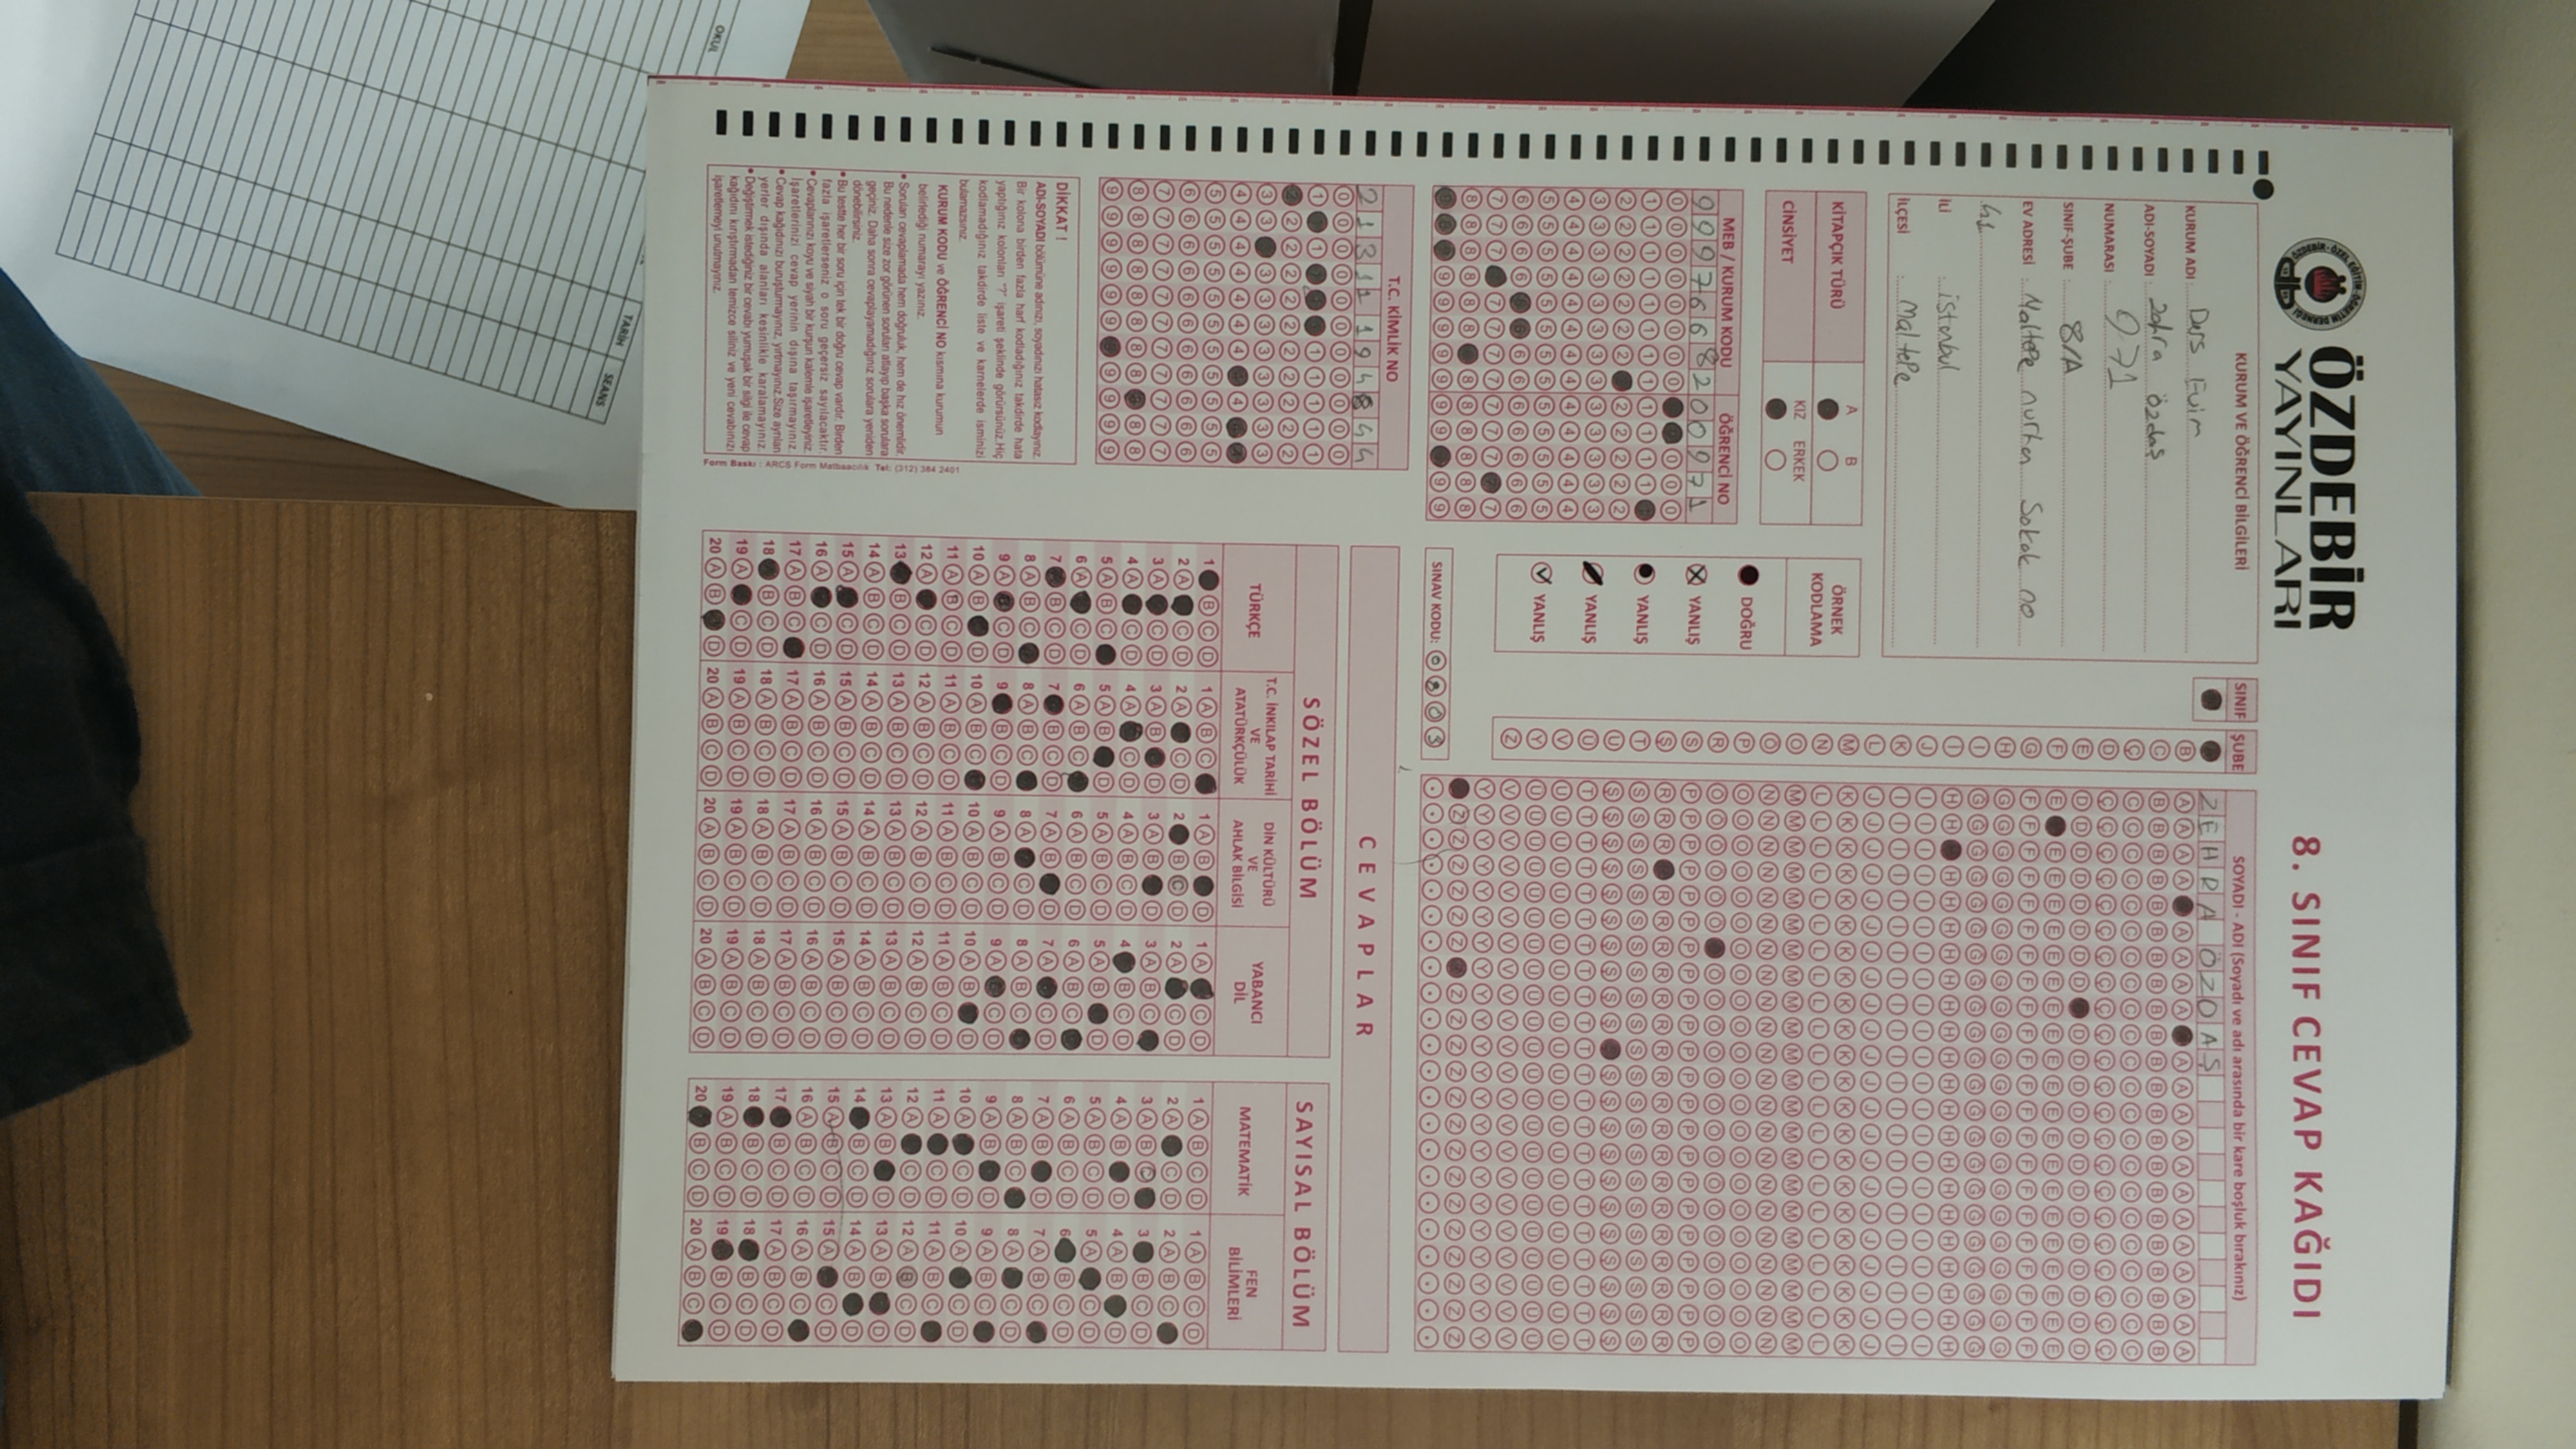 ÖZDEBİR
YAYINLARI
8. SINIF CEVAP KAĞIDI
KURUM VE ÖĞRENCİ BİLGİLERİ
KURUM ADI : Ders Evim
ADI-SOYADI : Zehra Özdaş
NUMARASI : 971
SINIF-ŞUBE : 8/A
EV ADRESİ : Maltepe nurhan Sokak no
41
İLİ : istanbul
İLÇESİ : Maltepe
SINIF
ŞUBE
SOYADI - ADI (Soyadı ve adı arasında bir kare boşluk bırakınız)
ZEHRA ÖZDAŞ
KİTAPÇIK TÜRÜ A B
CİNSİYET KIZ ERKEK
ÖRNEK KODLAMA
DOĞRU
YANLIŞ
YANLIŞ
YANLIŞ
YANLIŞ
MEB / KURUM KODU
99976682
ÖĞRENCİ NO
00971
SINAV KODU:
T.C. KİMLİK NO
21311194844
DİKKAT !
ADI-SOYADI bölümüne adınızı, soyadınızı hatasız kodlayınız.
Bir kolona birden fazla harf kodladığınız takdirde hata
yaptığınız kolonları "?" işareti şeklinde görürsünüz.Hiç
kodlamadığınız takdirde liste ve karnelerde isminizi
bulamazsınız.
KURUM KODU ve ÖĞRENCİ NO kısmına kurumunun
belirlediği numarayı yazınız.
• Soruları cevaplamada hem doğruluk, hem de hız önemlidir.
Bu nedenle size zor görünen soruları atlayıp başka sorulara
geçiniz. Daha sonra cevaplayamadığınız sorulara yeniden
dönebilirsiniz.
• Bu testte her bir soru için tek bir doğru cevap vardır. Birden
fazla işaretlerseniz o soru geçersiz sayılacaktır.
• Cevaplarınızı koyu ve siyah bir kurşun kalemle işaretleyiniz.
İşaretlerinizi cevap yerinin dışına taşırmayınız.
• Cevap kağıdınızı buruşturmayınız, yırtmayınız.Size ayrılan
yerler dışında alanları kesinlikle karalamayınız.
• Değiştirmek istediğiniz bir cevabı yumuşak bir silgi ile cevap
kağıdını kırıştırmadan temizce siliniz ve yeni cevabınızı
işaretlemeyi unutmayınız.
Form Baskı : ARCS Form Matbaacılık Tel: (312) 384 2401
CEVAPLAR
SÖZEL BÖLÜM
SAYISAL BÖLÜM
TÜRKÇE
T.C. İNKILAP TARİHİ VE ATATÜRKÇÜLÜK
DİN KÜLTÜRÜ VE AHLAK BİLGİSİ
YABANCI DİL
MATEMATİK
FEN BİLİMLERİ
OKUL
TARİH
SEANS